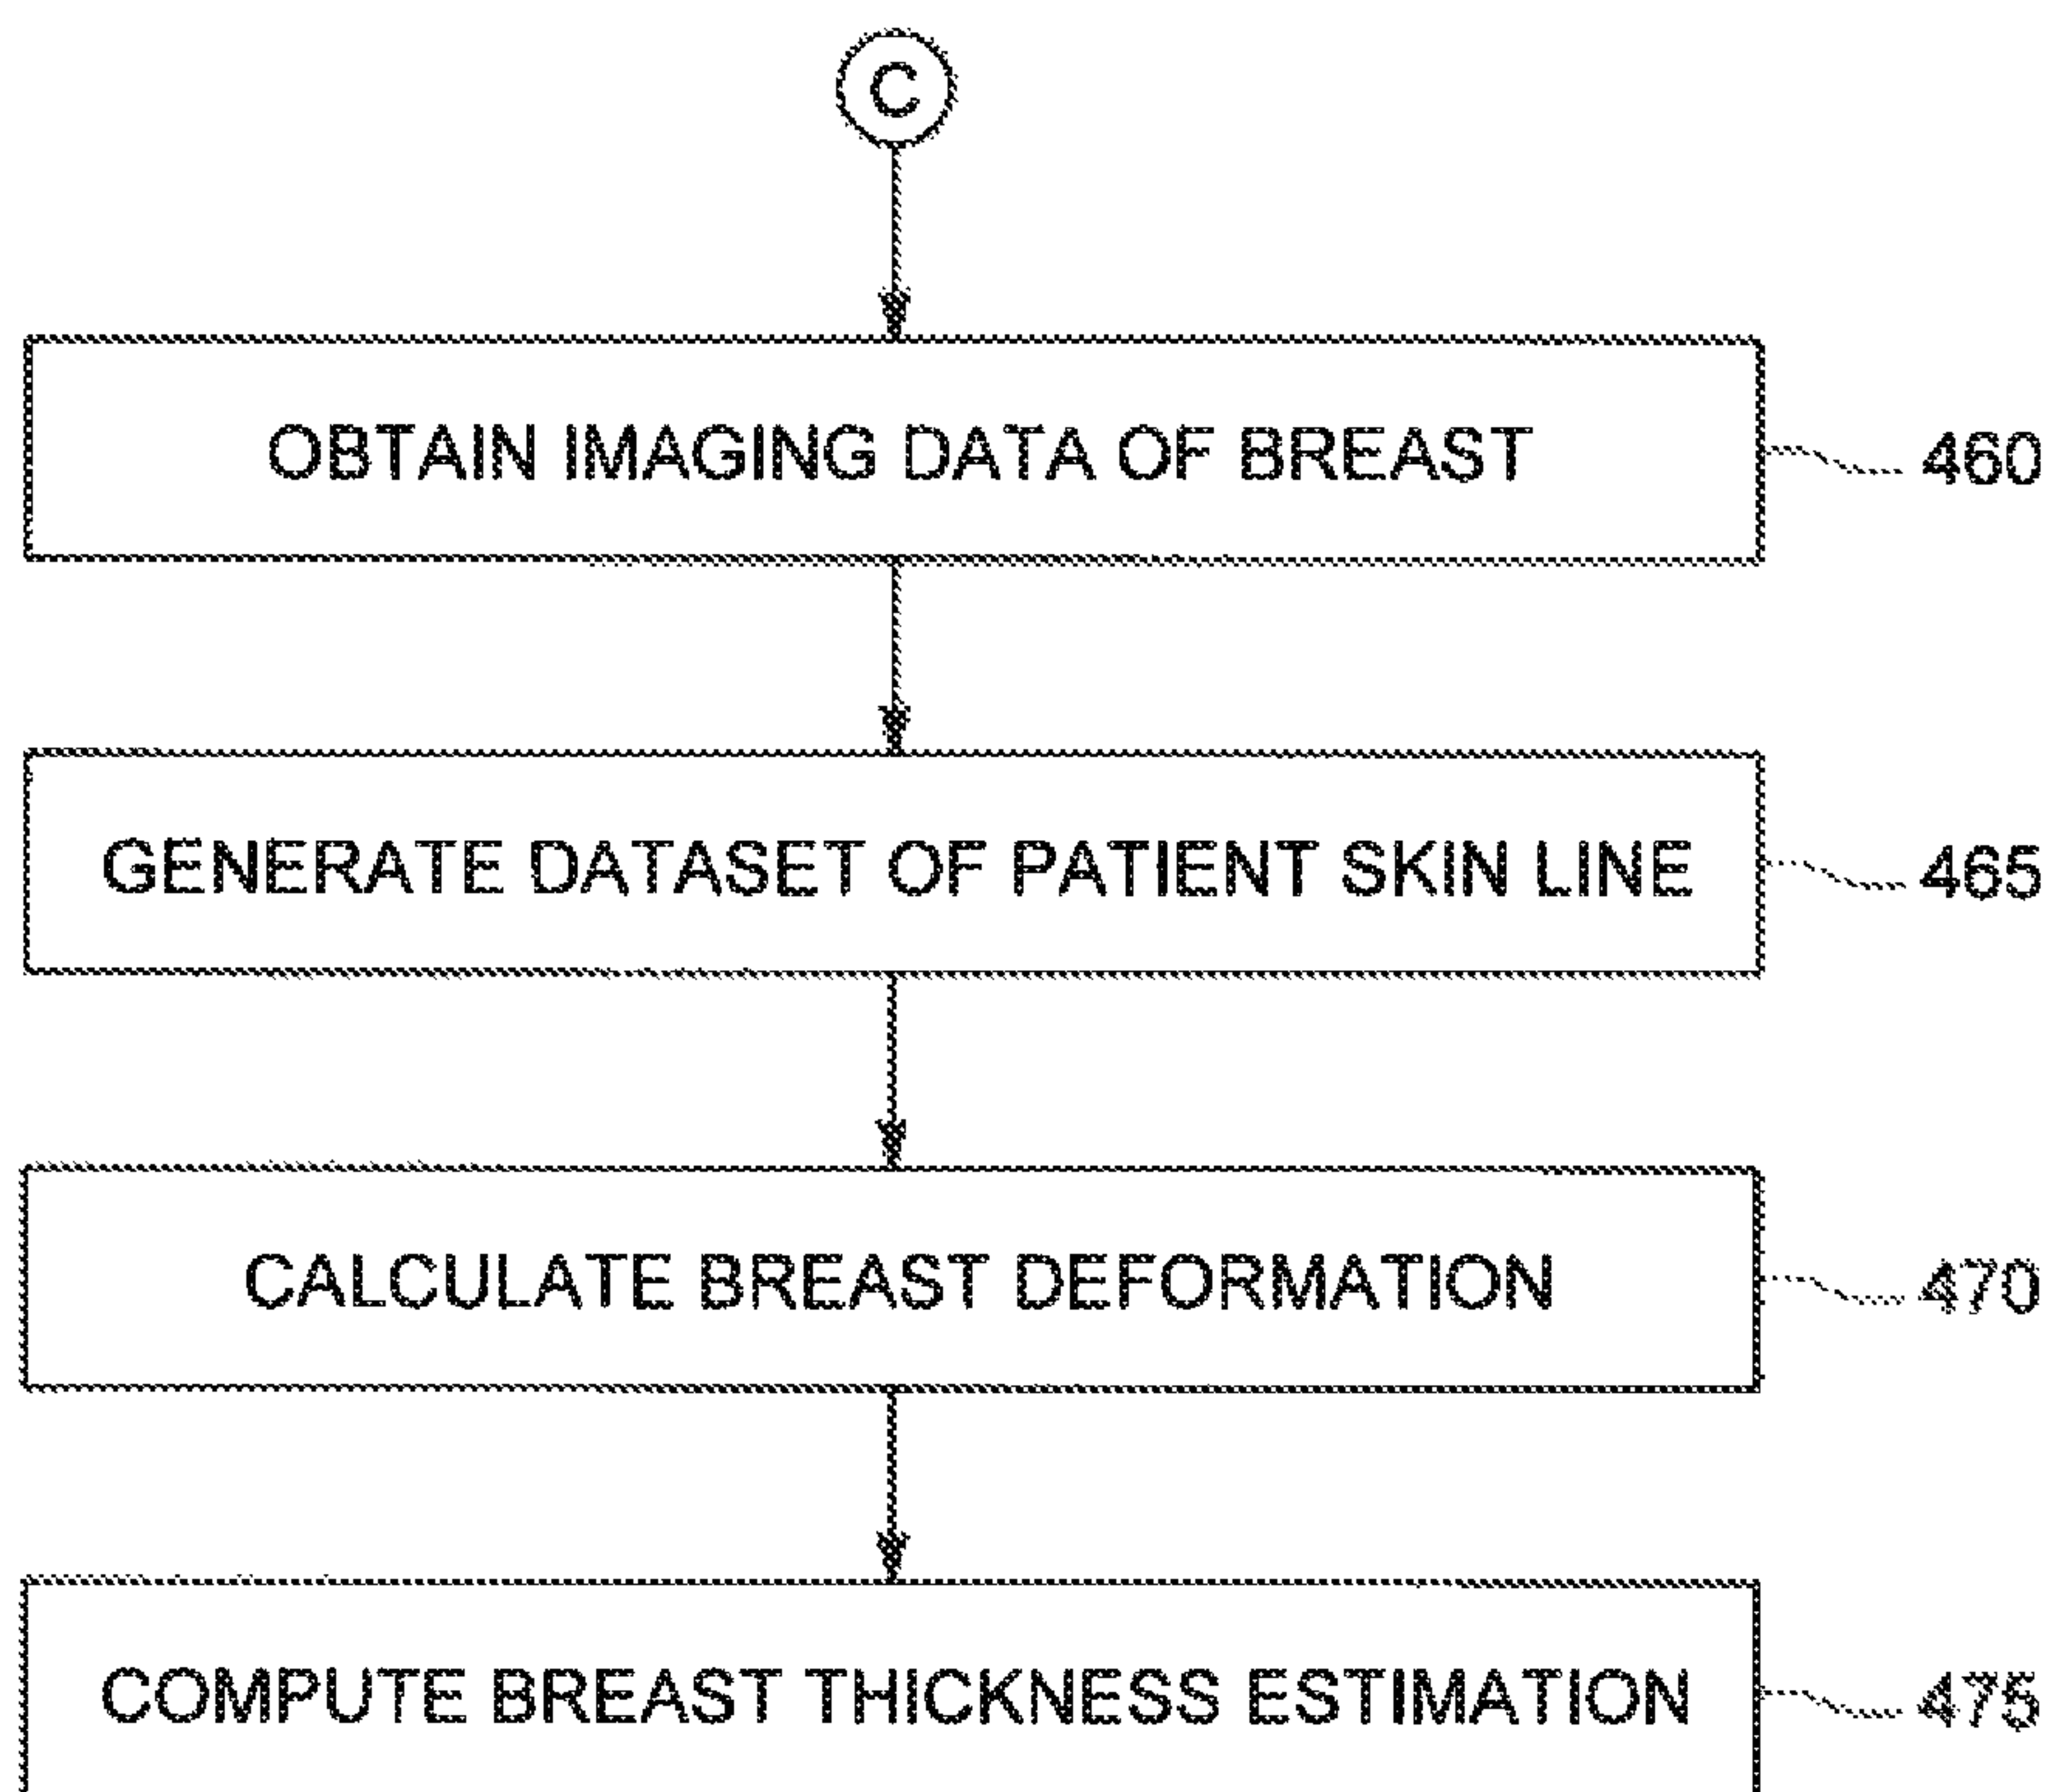 C
OBTAIN IMAGING DATA OF BREAST
460
GENERATE DATASET OF PATIENT SKIN LINE
465
CALCULATE BREAST DEFORMATION
470
COMPUTE BREAST THICKNESS ESTIMATION
475